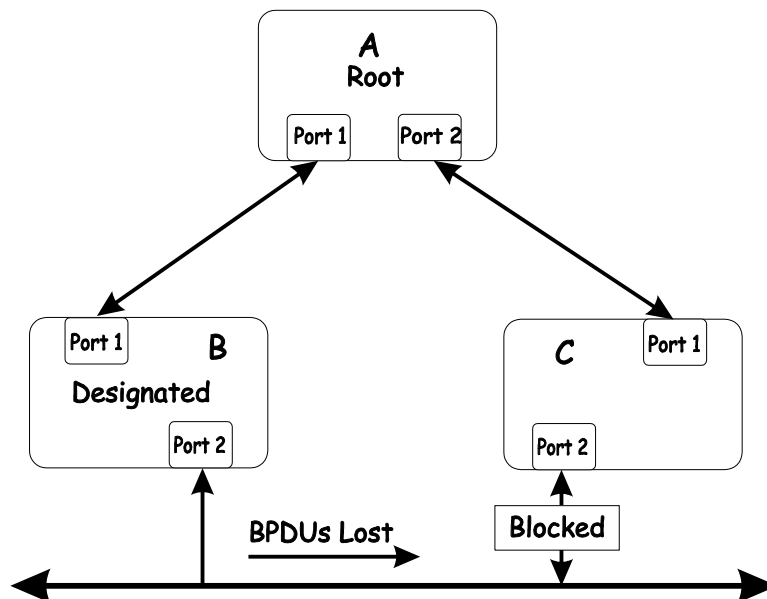 A
Root
Port 1
Port 2
Port 1
B
Designated
Port 2
C
Port 1
Port 2
BPDUs Lost
Blocked